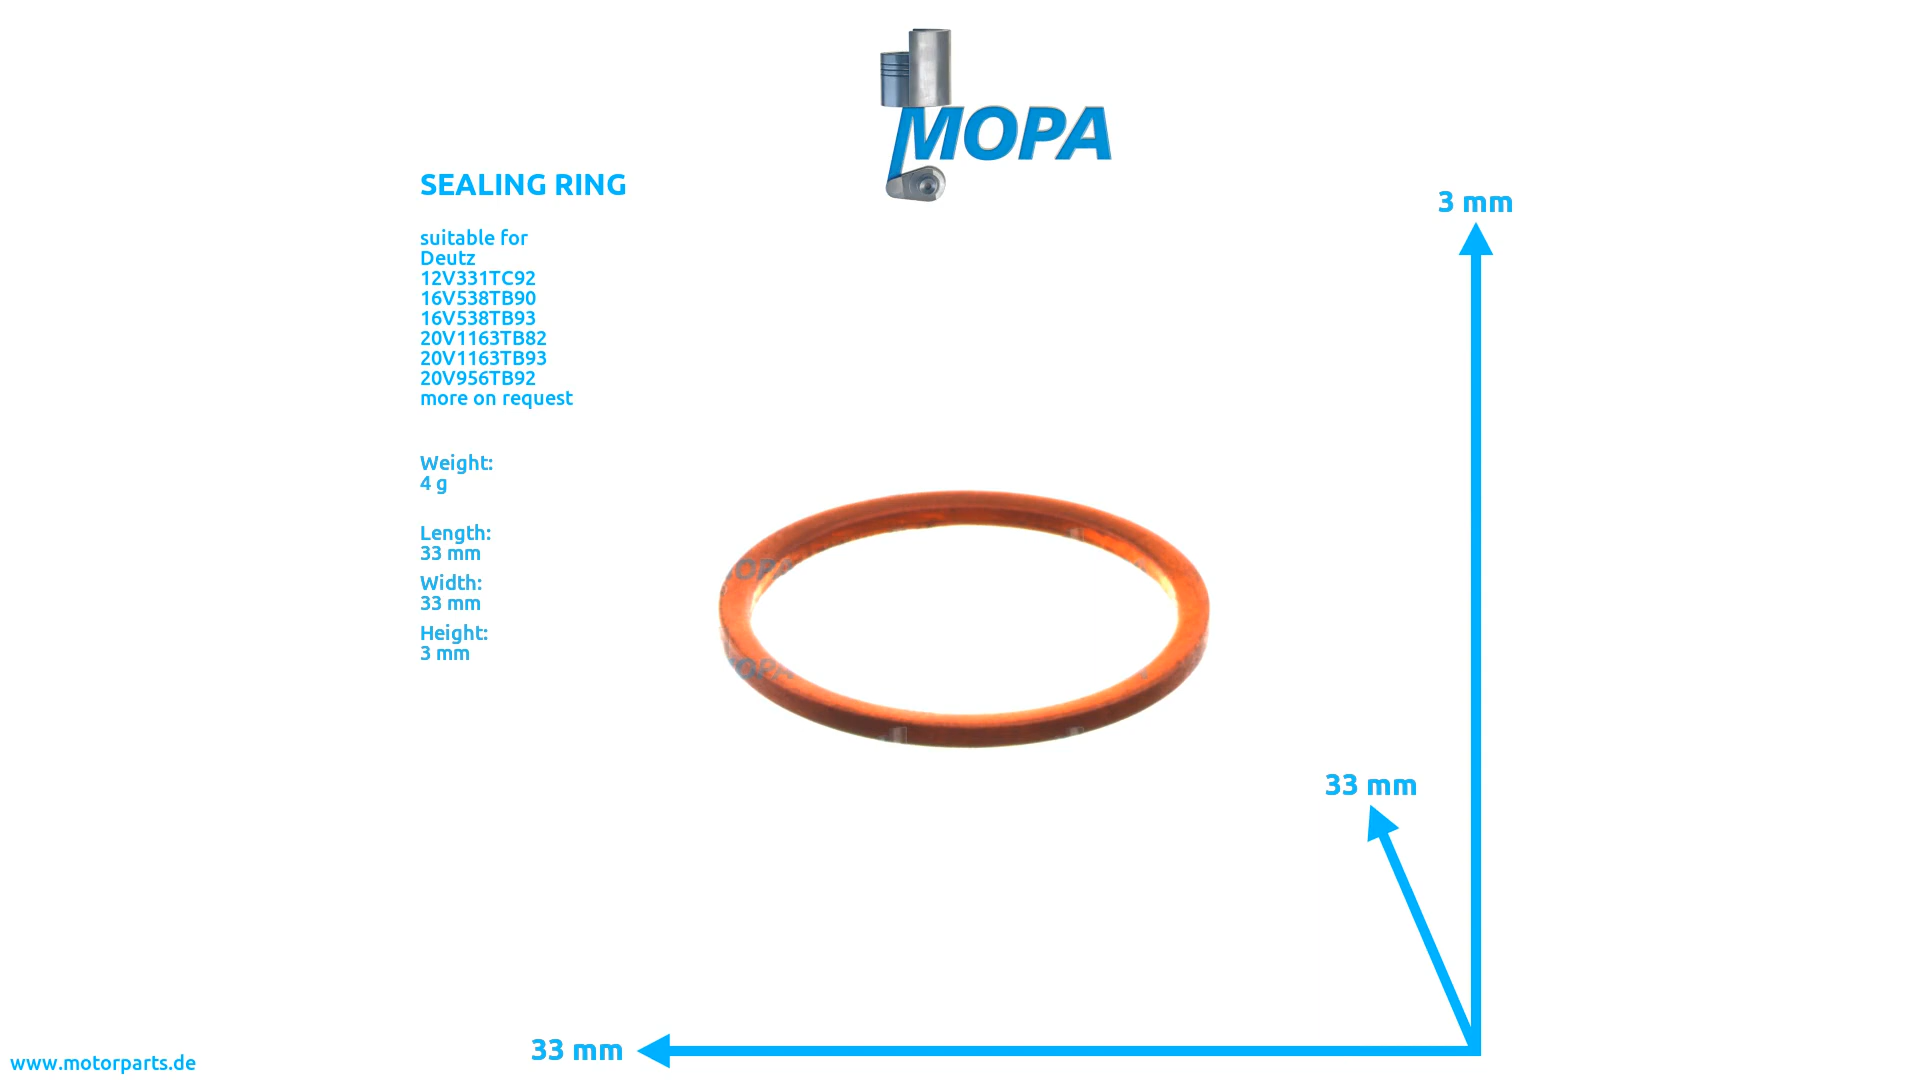 MOPA
SEALING RING
suitable for
Deutz
12V331TC92
16V538TB90
16V538TB93
20V1163TB82
20V1163TB93
20V956TB92
more on request
Weight:
4 g
Length:
33 mm
Width:
33 mm
Height:
3 mm
3 mm
33 mm
33 mm
www.motorparts.de